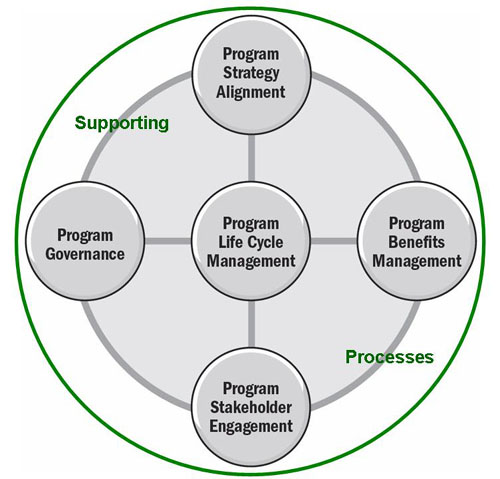 Program
Strategy
Alignment
Supporting
Program
Governance
Program
Life Cycle
Management
Program
Benefits
Management
Processes
Program
Stakeholder
Engagement